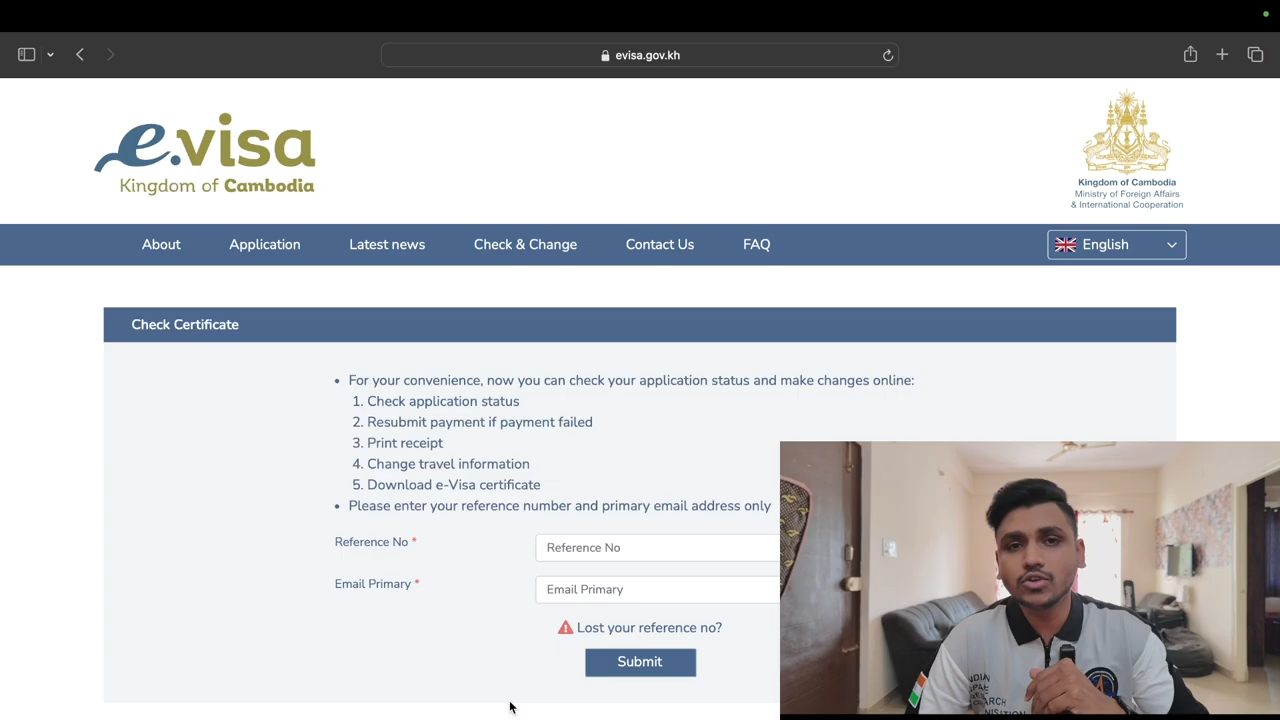 evisa.gov.kh
e.visa
Kingdom of Cambodia
Kingdom of Cambodia
Ministry of Foreign Affairs
& International Cooperation
About Application Latest news Check & Change Contact Us FAQ English
Check Certificate
• For your convenience, now you can check your application status and make changes online:
1. Check application status
2. Resubmit payment if payment failed
3. Print receipt
4. Change travel information
5. Download e-Visa certificate
• Please enter your reference number and primary email address only
Reference No * Reference No
Email Primary * Email Primary
Lost your reference no?
Submit